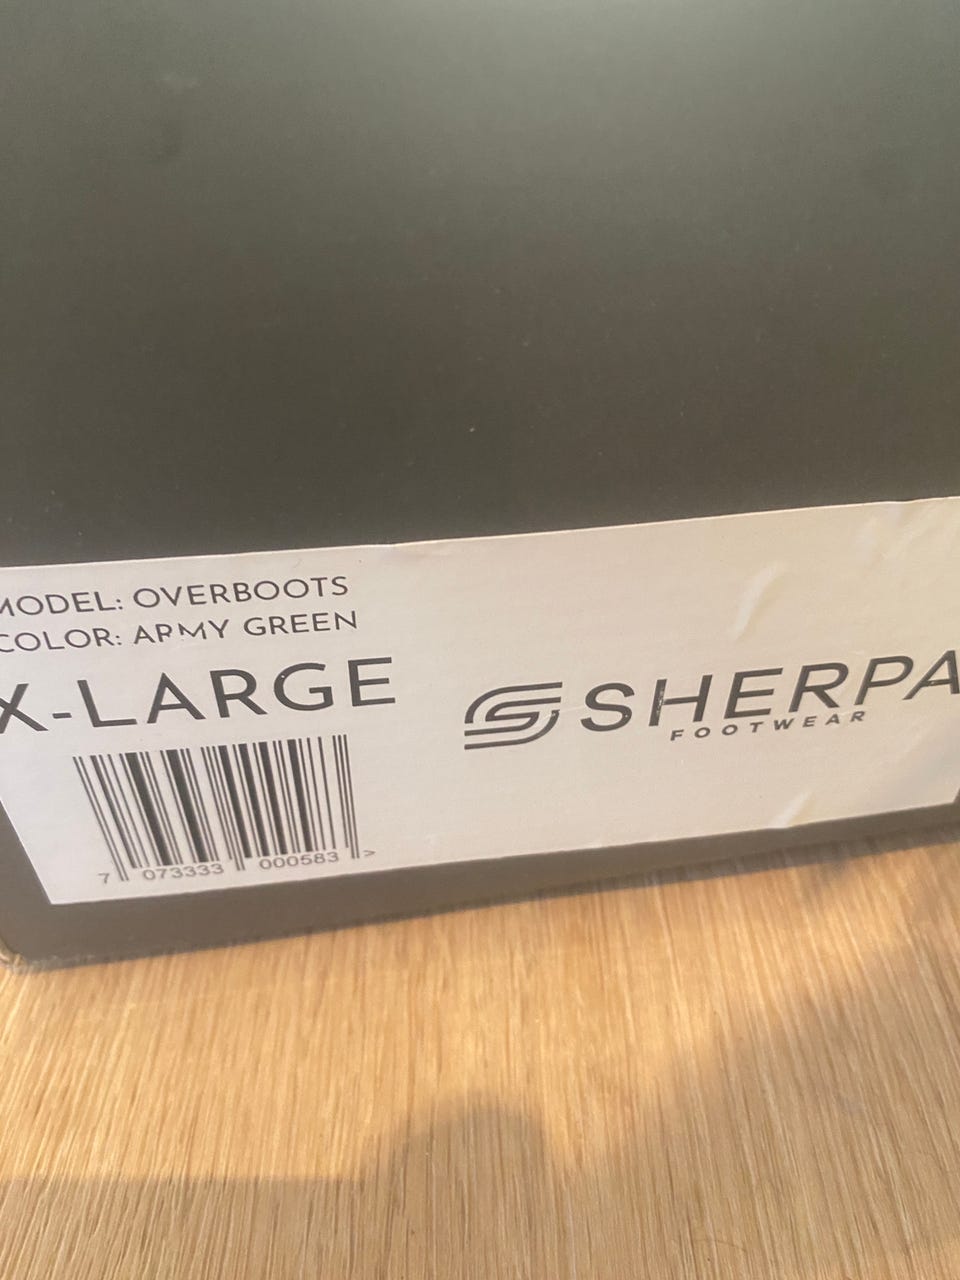 MODEL: OVERBOOTS
COLOR: ARMY GREEN
X-LARGE
SHERPA
FOOTWEAR
7 073333 000583 >